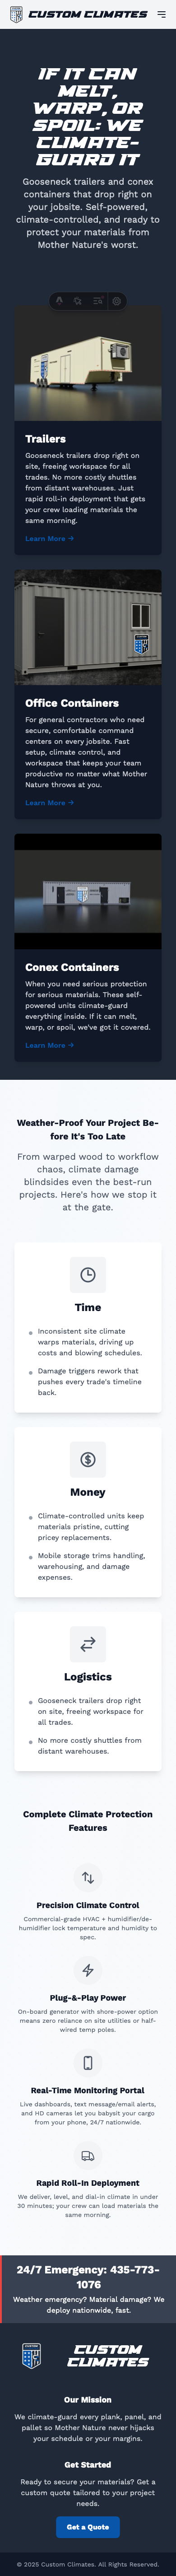 CUSTOM CLIMATES
IF IT CAN
MELT,
WARP, OR
SPOIL: WE
CLIMATE-
GUARD IT
Gooseneck trailers and conex
containers that drop right on
your jobsite. Self-powered,
climate-controlled, and ready to
protect your materials from
Mother Nature's worst.
Trailers
Gooseneck trailers drop right on
site, freeing workspace for all
trades. No more costly shuttles
from distant warehouses. Just
rapid roll-in deployment that gets
your crew loading materials the
same morning.
Learn More →
Office Containers
For general contractors who need
secure, comfortable command
centers on every jobsite. Fast
setup, climate control, and
workspace that keeps your team
productive no matter what Mother
Nature throws at you.
Learn More →
Conex Containers
When you need serious protection
for serious materials. These self-
powered units climate-guard
everything inside. If it can melt,
warp, or spoil, we've got it covered.
Learn More →
Weather-Proof Your Project Be-
fore It's Too Late
From warped wood to workflow
chaos, climate damage
blindsides even the best-run
projects. Here's how we stop it
at the gate.
Time
Inconsistent site climate
warps materials, driving up
costs and blowing schedules.
Damage triggers rework that
pushes every trade's timeline
back.
Money
Climate-controlled units keep
materials pristine, cutting
pricey replacements.
Mobile storage trims handling,
warehousing, and damage
expenses.
Logistics
Gooseneck trailers drop right
on site, freeing workspace for
all trades.
No more costly shuttles from
distant warehouses.
Complete Climate Protection
Features
Precision Climate Control
Commercial-grade HVAC + humidifier/de-
humidifier lock temperature and humidity to
spec.
Plug-&-Play Power
On-board generator with shore-power option
means zero reliance on site utilities or half-
wired temp poles.
Real-Time Monitoring Portal
Live dashboards, text message/email alerts,
and HD cameras let you babysit your cargo
from your phone, 24/7 nationwide.
Rapid Roll-In Deployment
We deliver, level, and dial-in climate in under
30 minutes; your crew can load materials the
same morning.
24/7 Emergency: 435-773-
1076
Weather emergency? Material damage? We
deploy nationwide, fast.
CUSTOM
CLIMATES
Our Mission
We climate-guard every plank, panel, and
pallet so Mother Nature never hijacks
your schedule or your margins.
Get Started
Ready to secure your materials? Get a
custom quote tailored to your project
needs.
Get a Quote
© 2025 Custom Climates. All Rights Reserved.